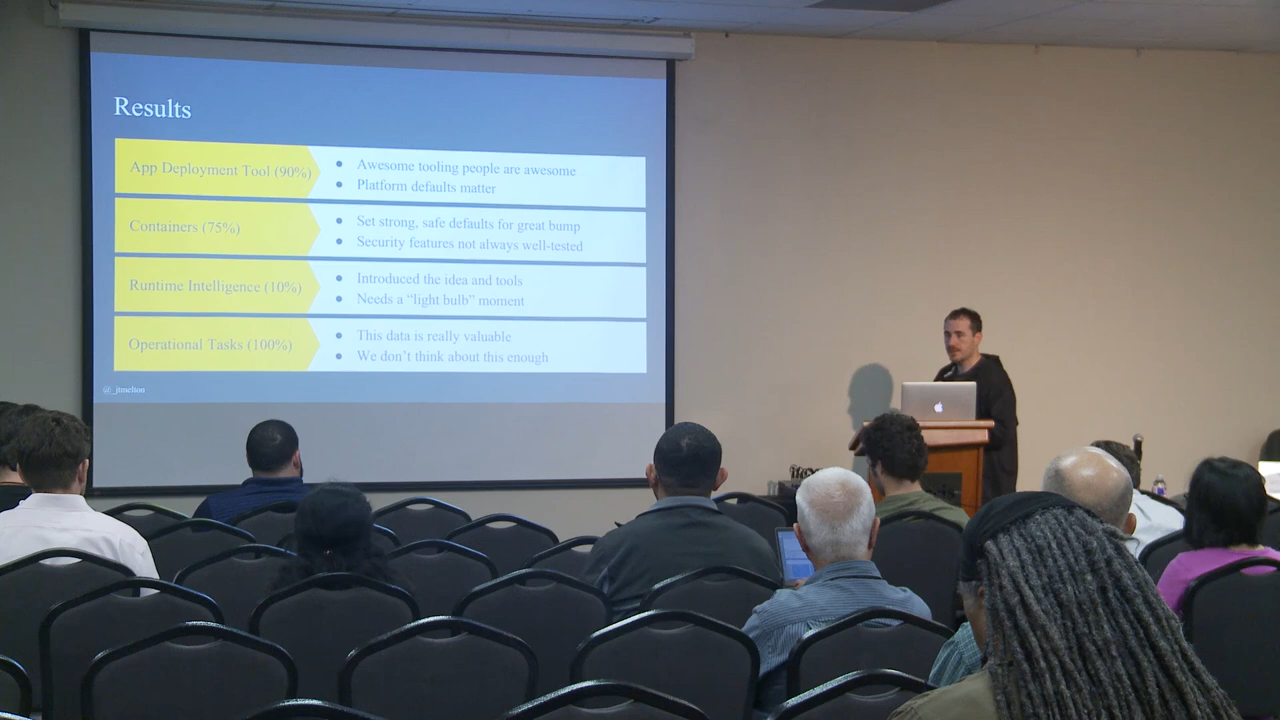 Results
App Deployment Tool (90%)
● Awesome tooling people are awesome
● Platform defaults matter
Containers (75%)
● Set strong, safe defaults for great bump
● Security features not always well-tested
Runtime Intelligence (10%)
● Introduced the idea and tools
● Needs a “light bulb” moment
Operational Tasks (100%)
● This data is really valuable
● We don’t think about this enough
@_jtmelton